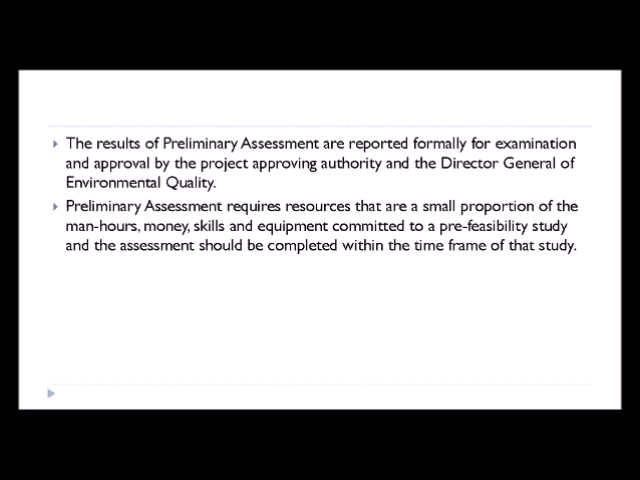 The results of Preliminary Assessment are reported formally for examination
and approval by the project approving authority and the Director General of
Environmental Quality.
Preliminary Assessment requires resources that are a small proportion of the
man-hours, money, skills and equipment committed to a pre-feasibility study
and the assessment should be completed within the time frame of that study.